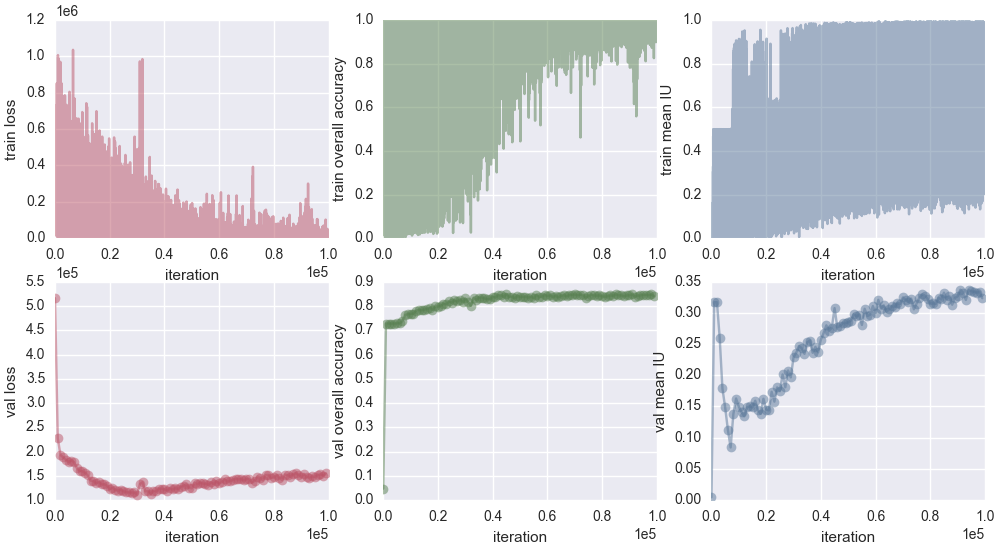 1e6
train loss
1.2
1.0
0.8
0.6
0.4
0.2
0.0
0.0 0.2 0.4 0.6 0.8 1.0
iteration
1e5
train overall accuracy
1.0
0.8
0.6
0.4
0.2
0.0
0.0 0.2 0.4 0.6 0.8 1.0
iteration
1e5
train mean IU
1.0
0.8
0.6
0.4
0.2
0.0
0.0 0.2 0.4 0.6 0.8 1.0
iteration
1e5
1e5
val loss
5.5
5.0
4.5
4.0
3.5
3.0
2.5
2.0
1.5
1.0
0.0 0.2 0.4 0.6 0.8 1.0
iteration
1e5
val overall accuracy
0.9
0.8
0.7
0.6
0.5
0.4
0.3
0.2
0.1
0.0
0.0 0.2 0.4 0.6 0.8 1.0
iteration
1e5
val mean IU
0.35
0.30
0.25
0.20
0.15
0.10
0.05
0.00
0.0 0.2 0.4 0.6 0.8 1.0
iteration
1e5